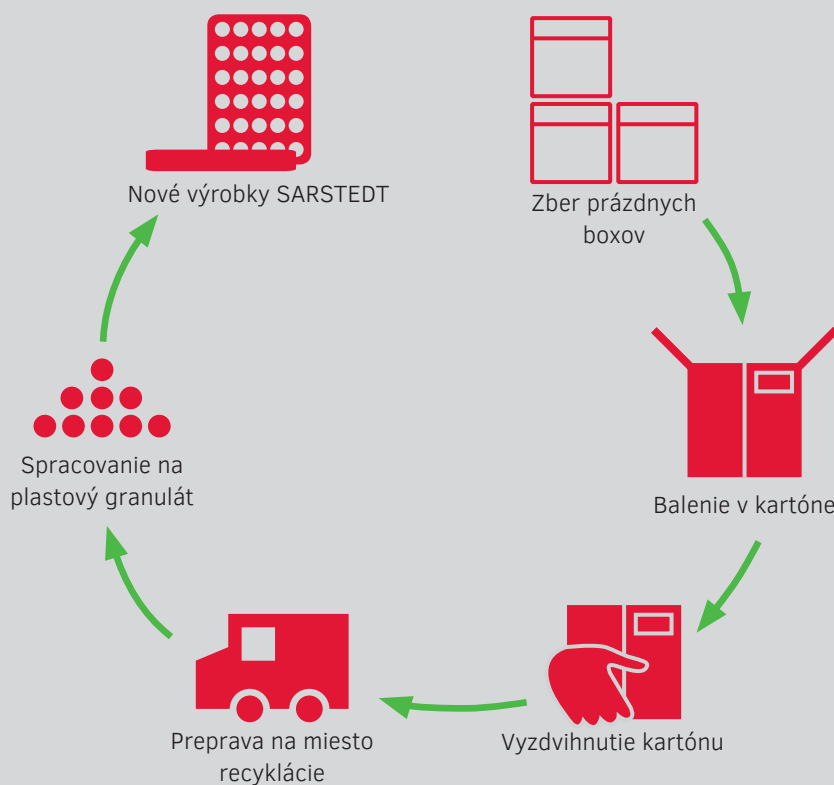 Nové výrobky SARSTEDT
Zber prázdnych
boxov
Balenie v kartóne
Vyzdvihnutie kartónu
Preprava na miesto
recyklácie
Spracovanie na
plastový granulát